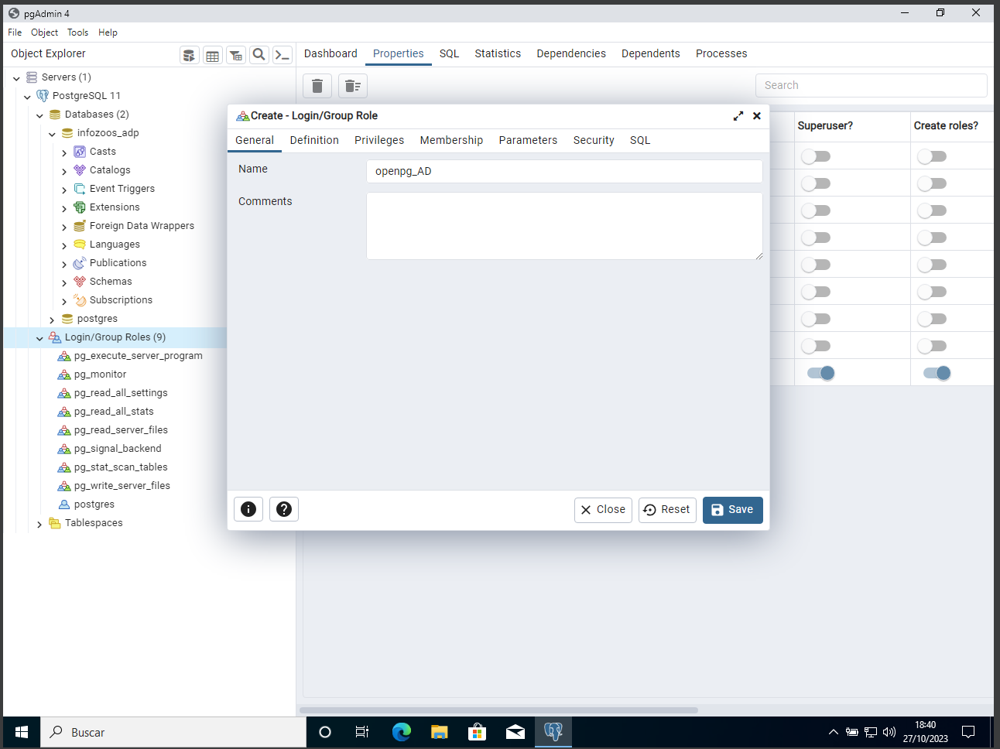 pgAdmin 4
File Object Tools Help
Object Explorer
Dashboard Properties SQL Statistics Dependencies Dependents Processes
Servers (1)
PostgreSQL 11
Databases (2)
infozoos_adp
Casts
Catalogs
Event Triggers
Extensions
Foreign Data Wrappers
Languages
Publications
Schemas
Subscriptions
postgres
Login/Group Roles (9)
pg_execute_server_program
pg_monitor
pg_read_all_settings
pg_read_all_stats
pg_read_server_files
pg_signal_backend
pg_stat_scan_tables
pg_write_server_files
postgres
Tablespaces
Search
Superuser? Create roles?
Create - Login/Group Role
General Definition Privileges Membership Parameters Security SQL
Name openpg_AD
Comments
Close Reset Save
Buscar
18:40
27/10/2023